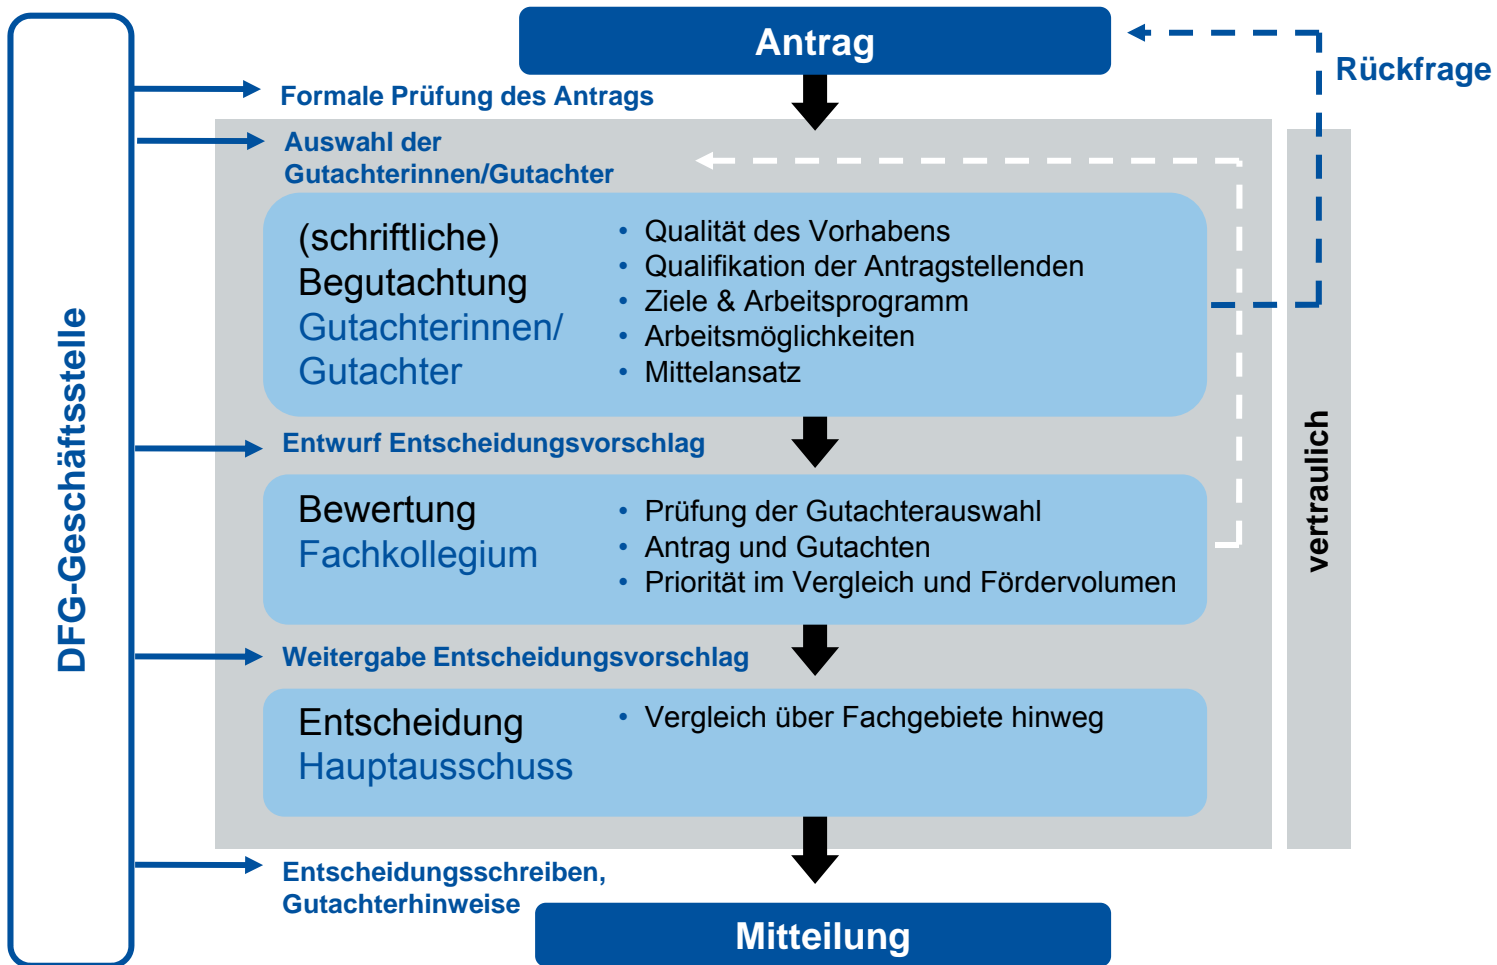 Antrag
Rückfrage
DFG-Geschäftsstelle
Formale Prüfung des Antrags
Auswahl der
Gutachterinnen/Gutachter
(schriftliche)
Begutachtung
Gutachterinnen/
Gutachter
• Qualität des Vorhabens
• Qualifikation der Antragstellenden
• Ziele & Arbeitsprogramm
• Arbeitsmöglichkeiten
• Mittelansatz
Entwurf Entscheidungsvorschlag
Bewertung
Fachkollegium
• Prüfung der Gutachterauswahl
• Antrag und Gutachten
• Priorität im Vergleich und Fördervolumen
vertraulich
Weitergabe Entscheidungsvorschlag
Entscheidung
Hauptausschuss
• Vergleich über Fachgebiete hinweg
Entscheidungsschreiben,
Gutachterhinweise
Mitteilung